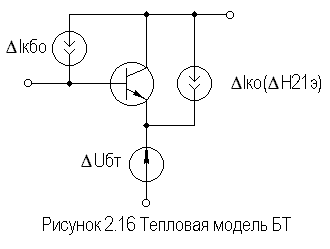 ΔIкбо
ΔIко(ΔH21э)
ΔUбт
Рисунок 2.16 Тепловая модель БТ